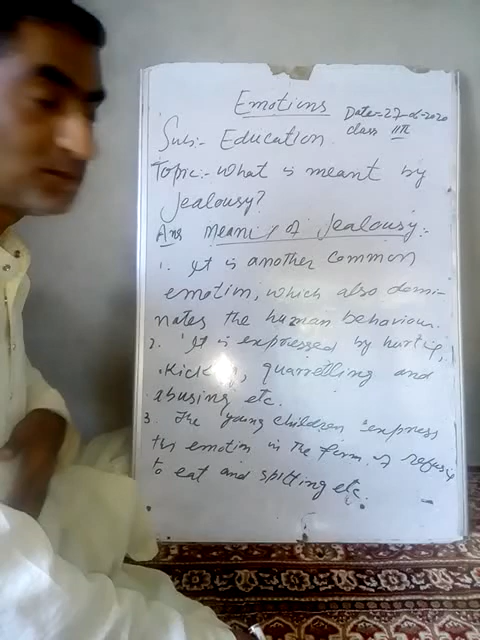 Emotions
Date:-27-06-2020
class 11th
Sub:- Education
Topic:- what is meant by
Jealousy?
Ans meaning of Jealousy:-
1. It is another common
emotion, which also domi-
nates the human behaviour.
2. It is expressed by hurting,
kicking, quarrelling and
abusing etc.
3. The young children express
this emotion in the form of refusing
to eat and spitting etc.